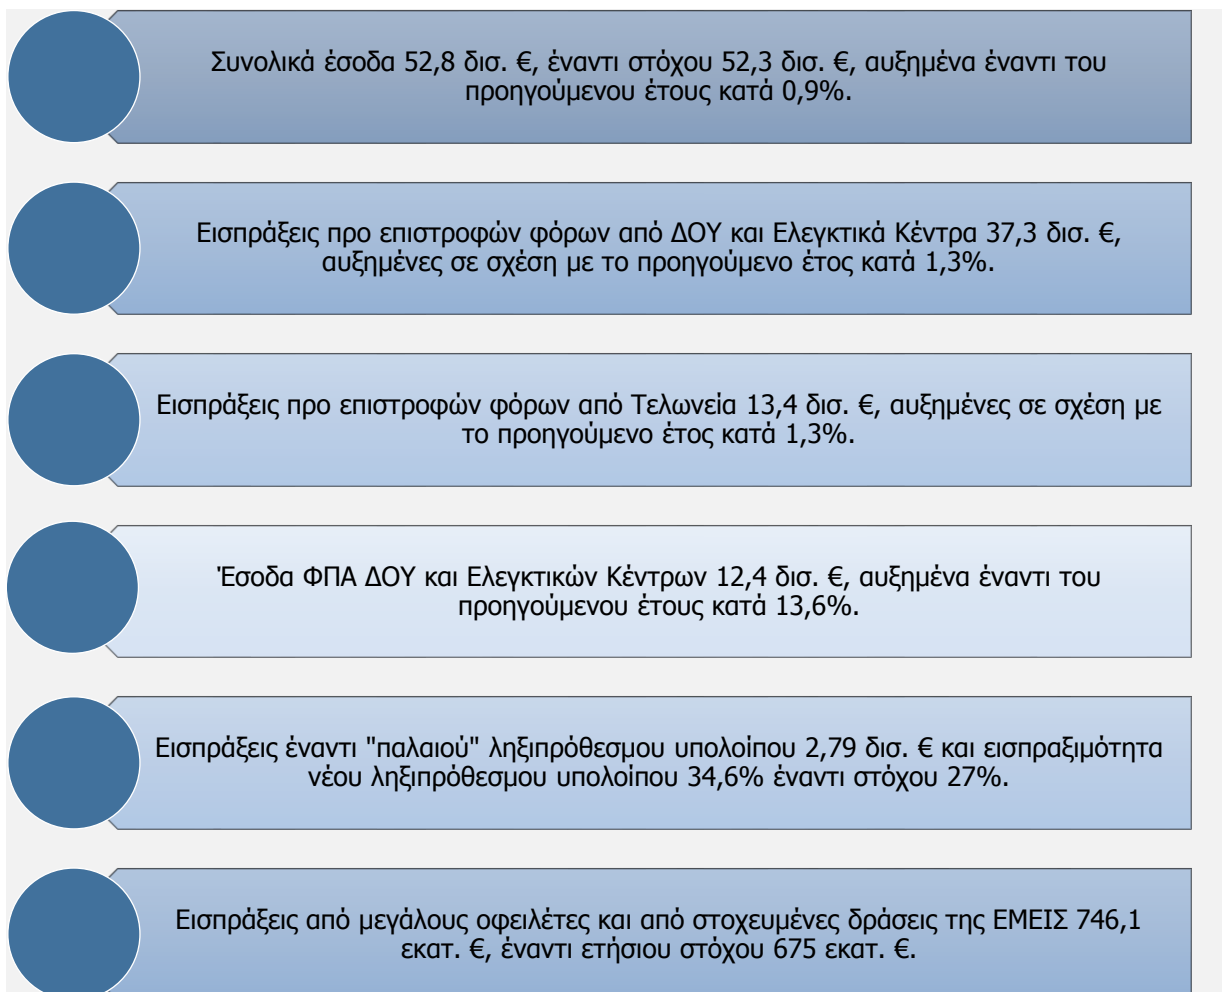 Συνολικά έσοδα 52,8 δισ. €, έναντι στόχου 52,3 δισ. €, αυξημένα έναντι του
προηγούμενου έτους κατά 0,9%.
Εισπράξεις προ επιστροφών φόρων από ΔΟΥ και Ελεγκτικά Κέντρα 37,3 δισ. €,
αυξημένες σε σχέση με το προηγούμενο έτος κατά 1,3%.
Εισπράξεις προ επιστροφών φόρων από Τελωνεία 13,4 δισ. €, αυξημένες σε σχέση με
το προηγούμενο έτος κατά 1,3%.
Έσοδα ΦΠΑ ΔΟΥ και Ελεγκτικών Κέντρων 12,4 δισ. €, αυξημένα έναντι του
προηγούμενου έτους κατά 13,6%.
Εισπράξεις έναντι "παλαιού" ληξιπρόθεσμου υπολοίπου 2,79 δισ. € και εισπραξιμότητα
νέου ληξιπρόθεσμου υπολοίπου 34,6% έναντι στόχου 27%.
Εισπράξεις από μεγάλους οφειλέτες και από στοχευμένες δράσεις της ΕΜΕΙΣ 746,1
εκατ. €, έναντι ετήσιου στόχου 675 εκατ. €.